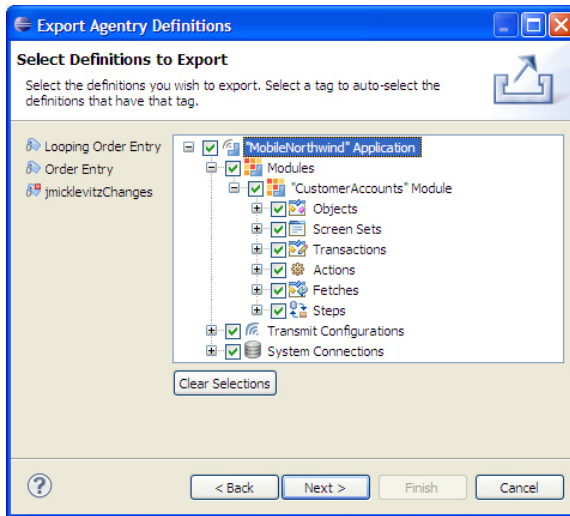 Export Agentry Definitions
Select Definitions to Export
Select the definitions you wish to export. Select a tag to auto-select the
definitions that have that tag.
Looping Order Entry
Order Entry
jmicklevitzChanges
"MobileNorthwind" Application
Modules
"CustomerAccounts" Module
Objects
Screen Sets
Transactions
Actions
Fetches
Steps
Transmit Configurations
System Connections
Clear Selections
?
< Back
Next >
Finish
Cancel